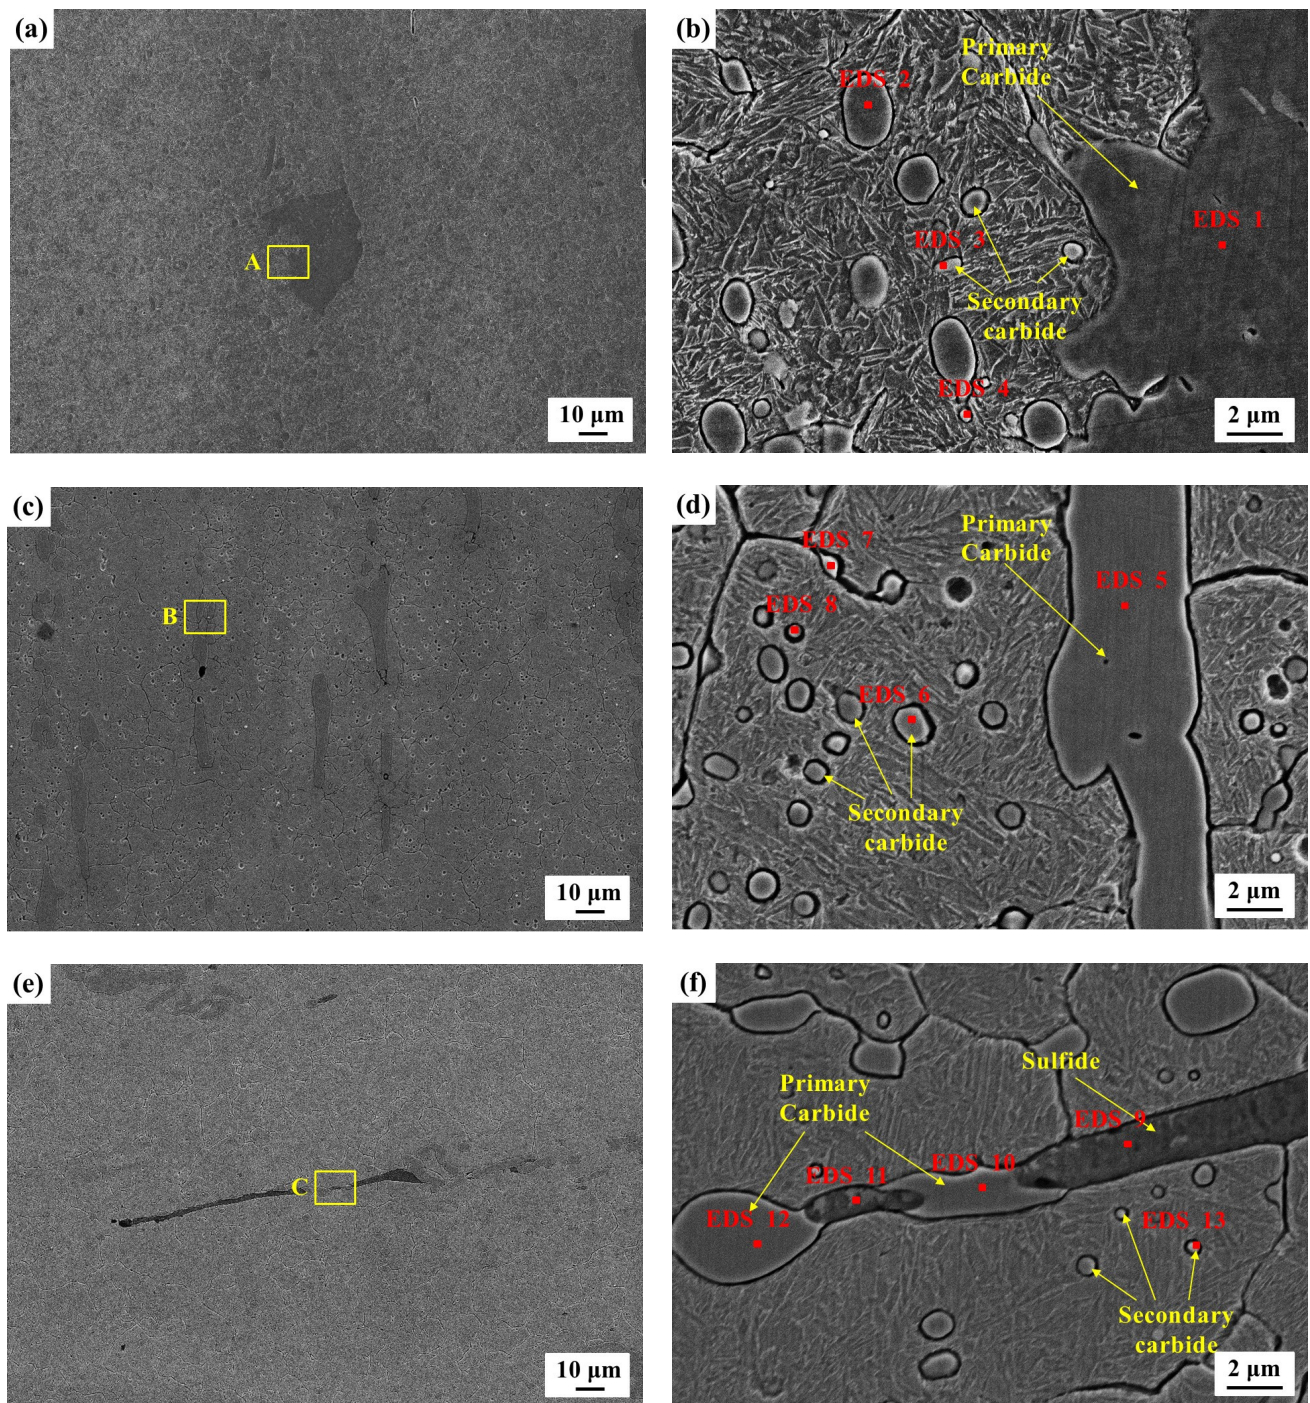 (a)
A
10 μm
(b)
Primary
Carbide
EDS 2
EDS 1
EDS 3
Secondary
carbide
EDS 4
2 μm
(c)
B
10 μm
(d)
Primary
Carbide
EDS 7
EDS 5
EDS 8
EDS 6
Secondary
carbide
2 μm
(e)
C
10 μm
(f)
Sulfide
Primary
Carbide
EDS 9
EDS 10
EDS 11
EDS 12
EDS 13
Secondary
carbide
2 μm